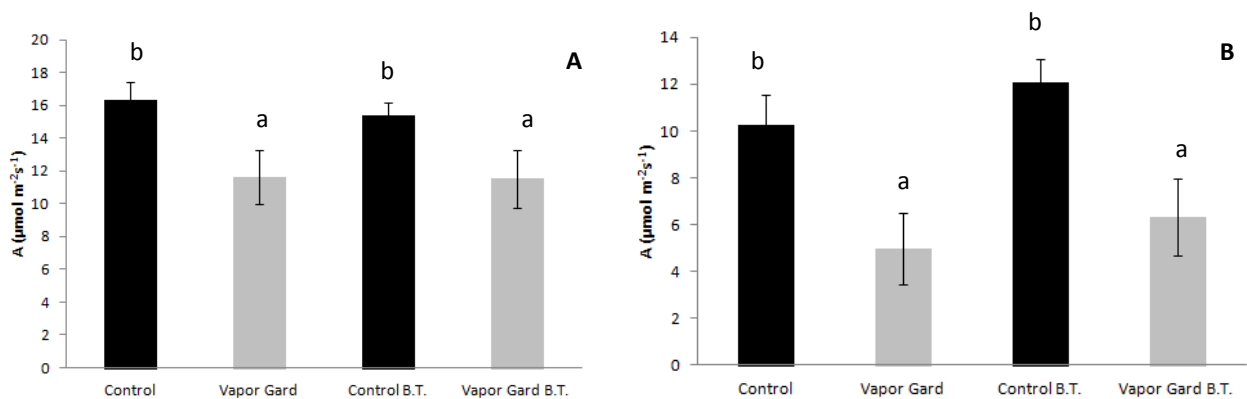 A
A (µmol m⁻²s⁻¹)
20
18
16
14
12
10
8
6
4
2
0
b
a
b
a
Control
Vapor Gard
Control B.T.
Vapor Gard B.T.
B
A (µmol m⁻²s⁻¹)
14
12
10
8
6
4
2
0
b
a
b
a
Control
Vapor Gard
Control B.T.
Vapor Gard B.T.